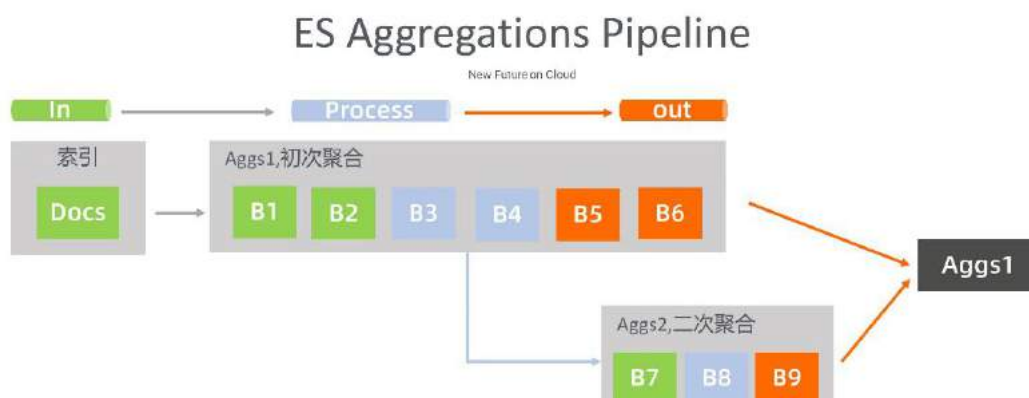 ES Aggregations Pipeline
New Future on Cloud
In
Process
out
索引
Docs
Aggs1,初次聚合
B1 B2 B3 B4 B5 B6
Aggs1
Aggs2,二次聚合
B7 B8 B9